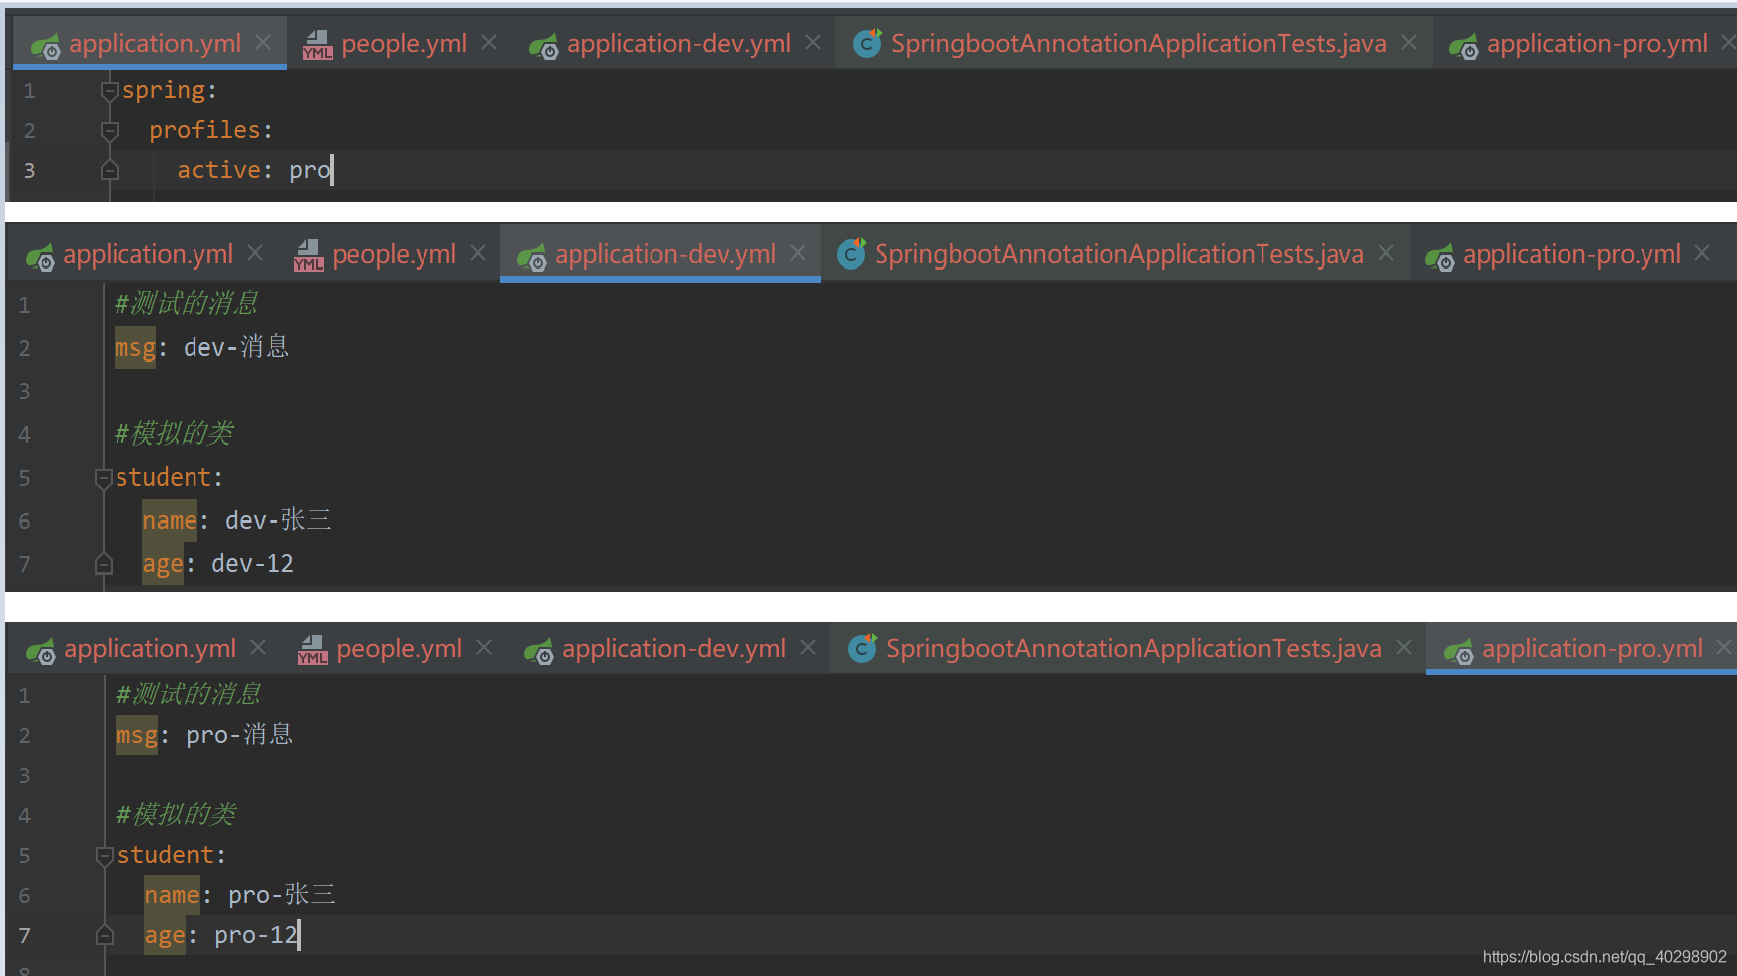 application.yml people.yml application-dev.yml SpringbootAnnotationApplicationTests.java application-pro.yml
1 spring:
2 profiles:
3 active: pro
application.yml people.yml application-dev.yml SpringbootAnnotationApplicationTests.java application-pro.yml
1 #测试的消息
2 msg: dev-消息
3
4 #模拟的类
5 student:
6 name: dev-张三
7 age: dev-12
application.yml people.yml application-dev.yml SpringbootAnnotationApplicationTests.java application-pro.yml
1 #测试的消息
2 msg: pro-消息
3
4 #模拟的类
5 student:
6 name: pro-张三
7 age: pro-12
8
https://blog.csdn.net/qq_40298902